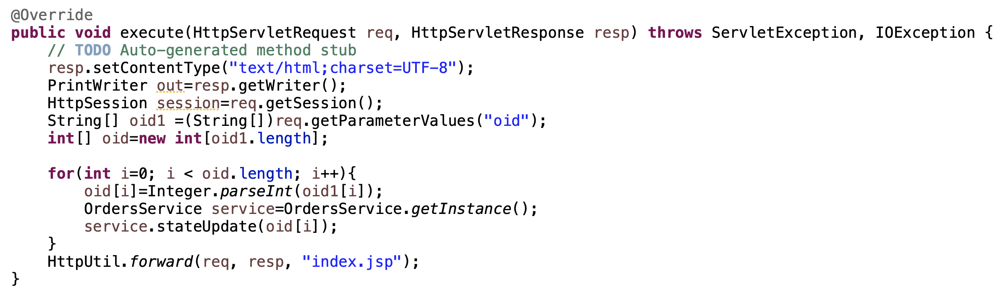 @Override
public void execute(HttpServletRequest req, HttpServletResponse resp) throws ServletException, IOException {
    // TODO Auto-generated method stub
    resp.setContentType("text/html;charset=UTF-8");
    PrintWriter out=resp.getWriter();
    HttpSession session=req.getSession();
    String[] oid1 =(String[])req.getParameterValues("oid");
    int[] oid=new int[oid1.length];

    for(int i=0; i < oid.length; i++){
        oid[i]=Integer.parseInt(oid1[i]);
        OrdersService service=OrdersService.getInstance();
        service.stateUpdate(oid[i]);
    }
    HttpUtil.forward(req, resp, "index.jsp");
}